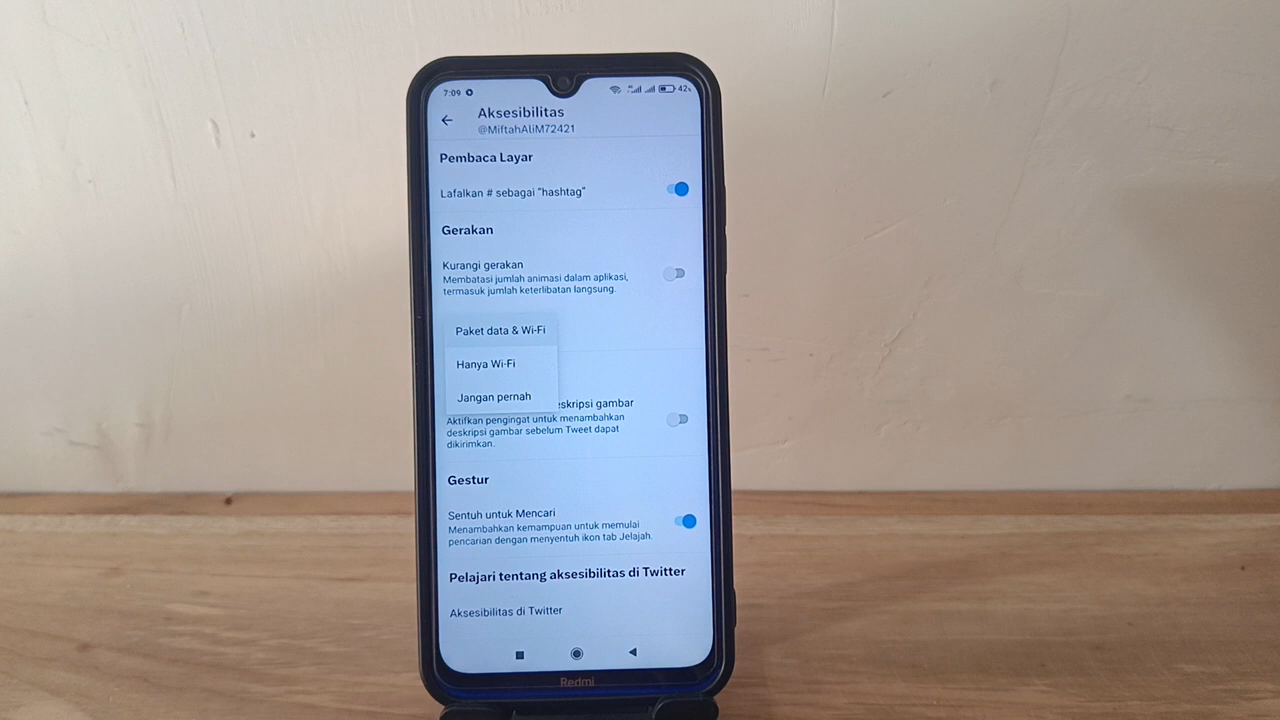 7:09
42%
Aksesibilitas
@MiftahAliM72421
Pembaca Layar
Lafalkan # sebagai "hashtag"
Gerakan
Kurangi gerakan
Membatasi jumlah animasi dalam aplikasi,
termasuk jumlah keterlibatan langsung.
Paket data & Wi-Fi
Hanya Wi-Fi
Jangan pernah
eskripsi gambar
Aktifkan pengingat untuk menambahkan
deskripsi gambar sebelum Tweet dapat
dikirimkan.
Gestur
Sentuh untuk Mencari
Menambahkan kemampuan untuk memulai
pencarian dengan menyentuh ikon tab Jelajah.
Pelajari tentang aksesibilitas di Twitter
Aksesibilitas di Twitter
Redmi